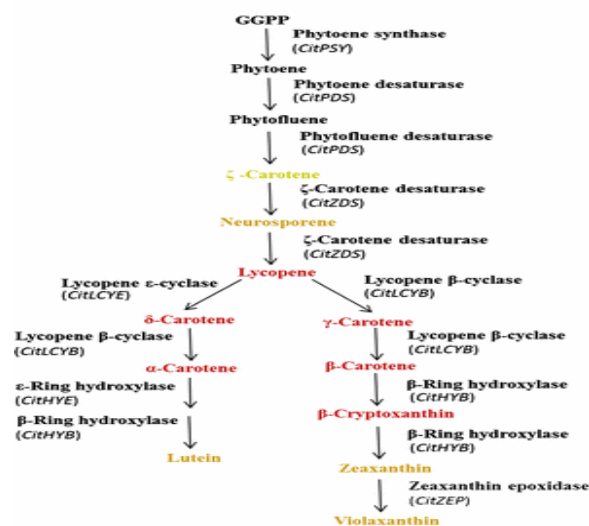 GGPP
Phytoene synthase
(CitPSY)
Phytoene
Phytoene desaturase
(CitPDS)
Phytofluene
Phytofluene desaturase
(CitPDS)
ζ -Carotene
ζ-Carotene desaturase
(CitZDS)
Neurosporene
ζ-Carotene desaturase
(CitZDS)
Lycopene
Lycopene ε-cyclase
(CitLCYE)
Lycopene β-cyclase
(CitLCYB)
δ-Carotene
γ-Carotene
Lycopene β-cyclase
(CitLCYB)
Lycopene β-cyclase
(CitLCYB)
α-Carotene
β-Carotene
ε-Ring hydroxylase
(CitHYE)
β-Ring hydroxylase
(CitHYB)
β-Ring hydroxylase
(CitHYB)
β-Cryptoxanthin
β-Ring hydroxylase
(CitHYB)
Lutein
Zeaxanthin
Zeaxanthin epoxidase
(CitZEP)
Violaxanthin